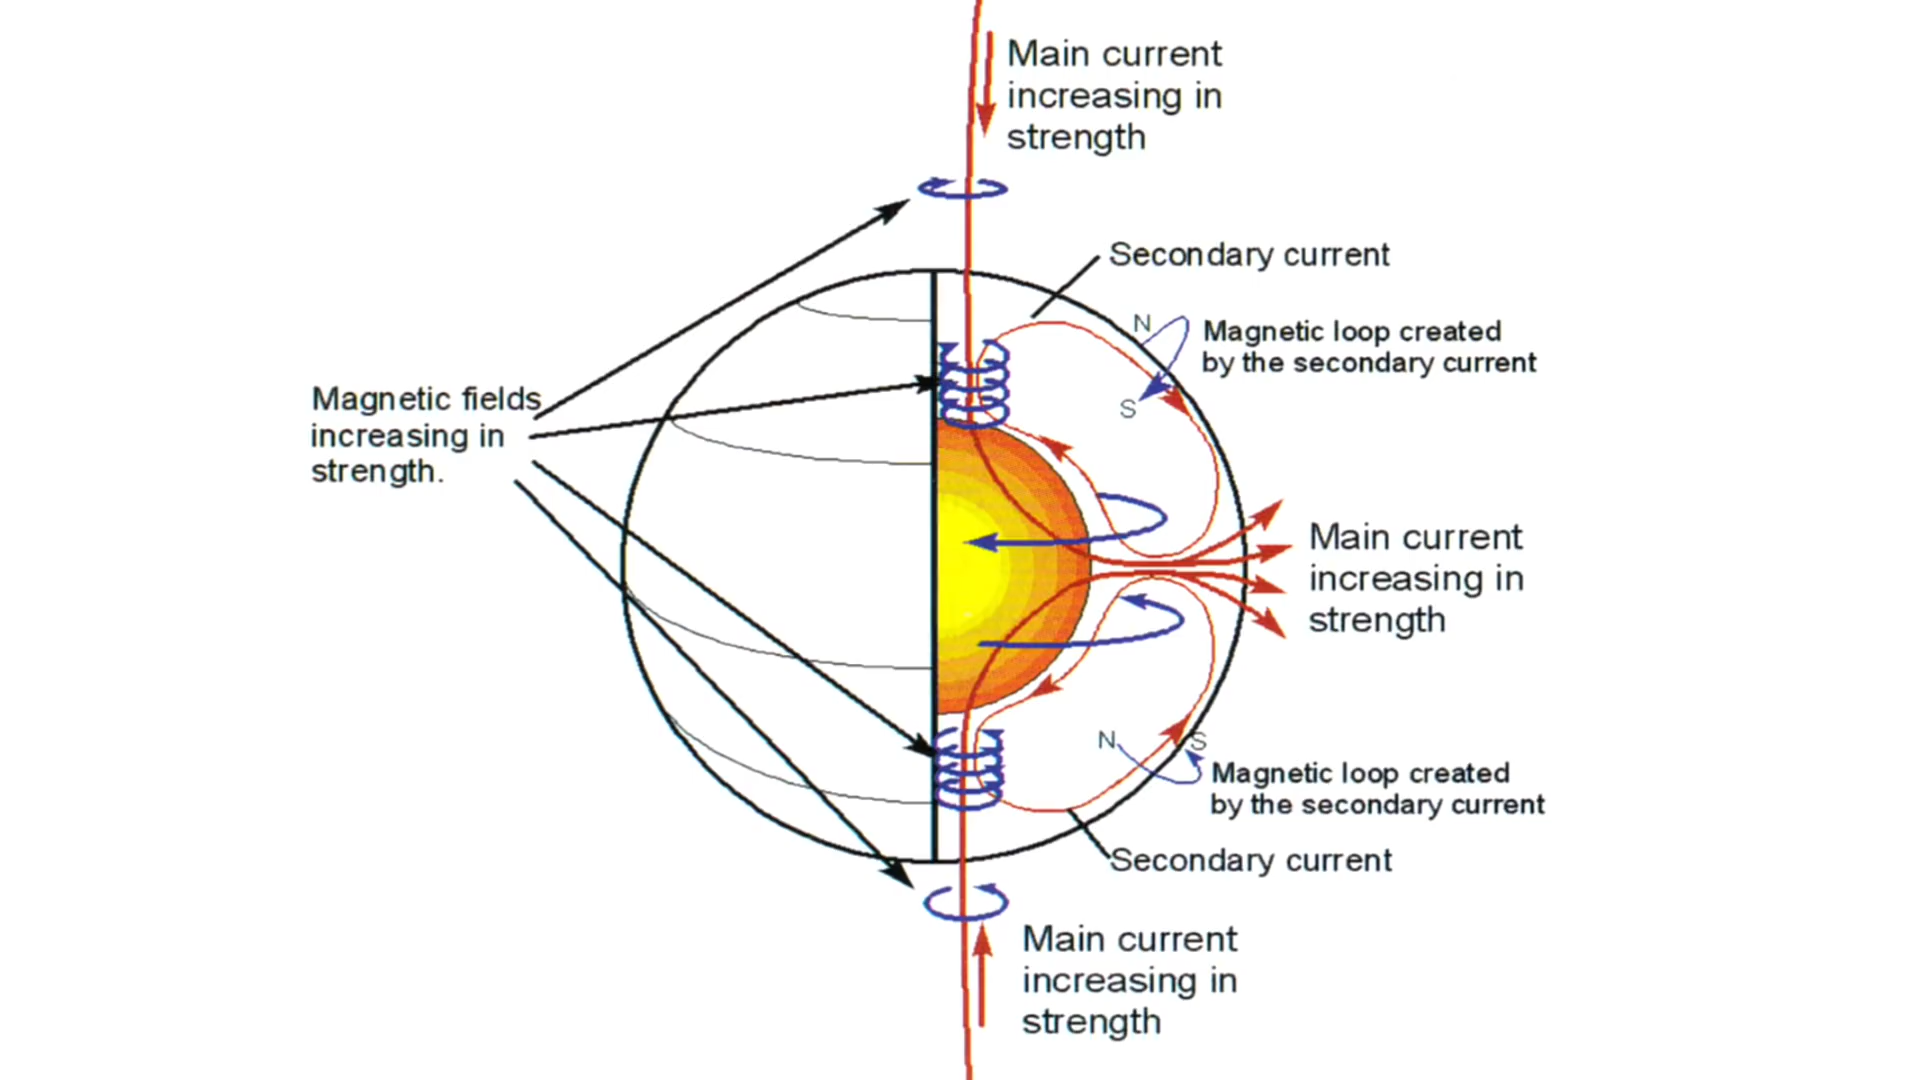 Main current
increasing in
strength
Secondary current
N
Magnetic loop created
by the secondary current
S
Magnetic fields
increasing in
strength.
Main current
increasing in
strength
N
S
Magnetic loop created
by the secondary current
Secondary current
Main current
increasing in
strength